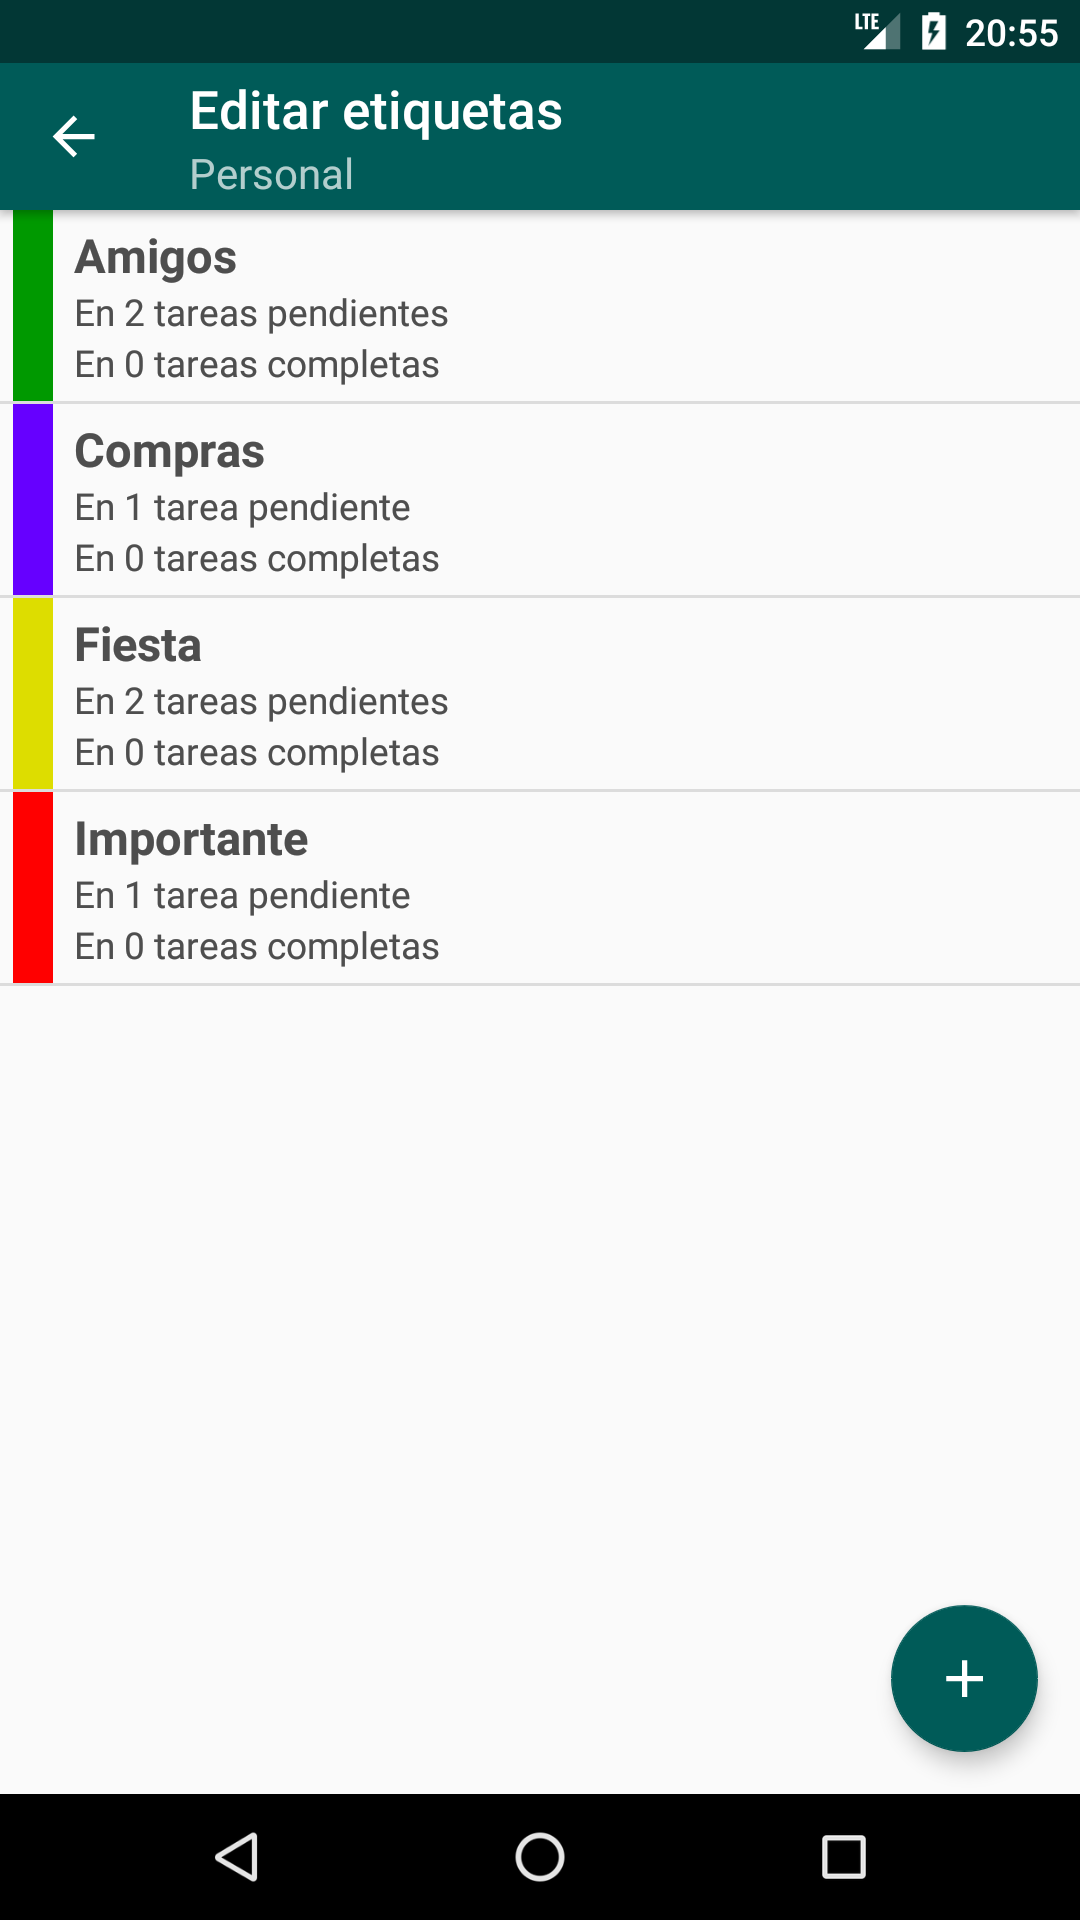 LTE 20:55
Editar etiquetas
Personal
Amigos
En 2 tareas pendientes
En 0 tareas completas
Compras
En 1 tarea pendiente
En 0 tareas completas
Fiesta
En 2 tareas pendientes
En 0 tareas completas
Importante
En 1 tarea pendiente
En 0 tareas completas